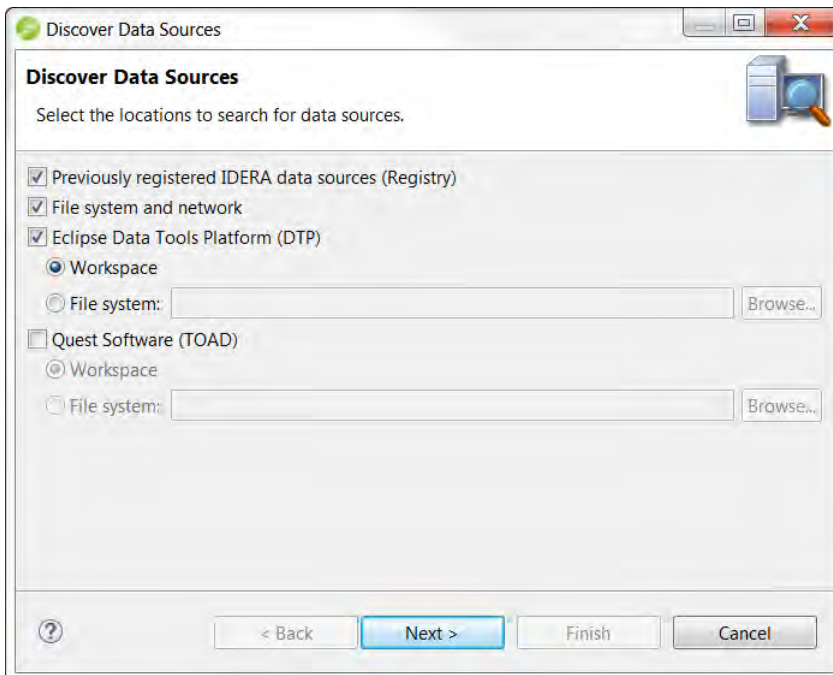 Discover Data Sources
Discover Data Sources
Select the locations to search for data sources.
Previously registered IDERA data sources (Registry)
File system and network
Eclipse Data Tools Platform (DTP)
Workspace
File system: Browse...
Quest Software (TOAD)
Workspace
File system: Browse...
? < Back Next > Finish Cancel